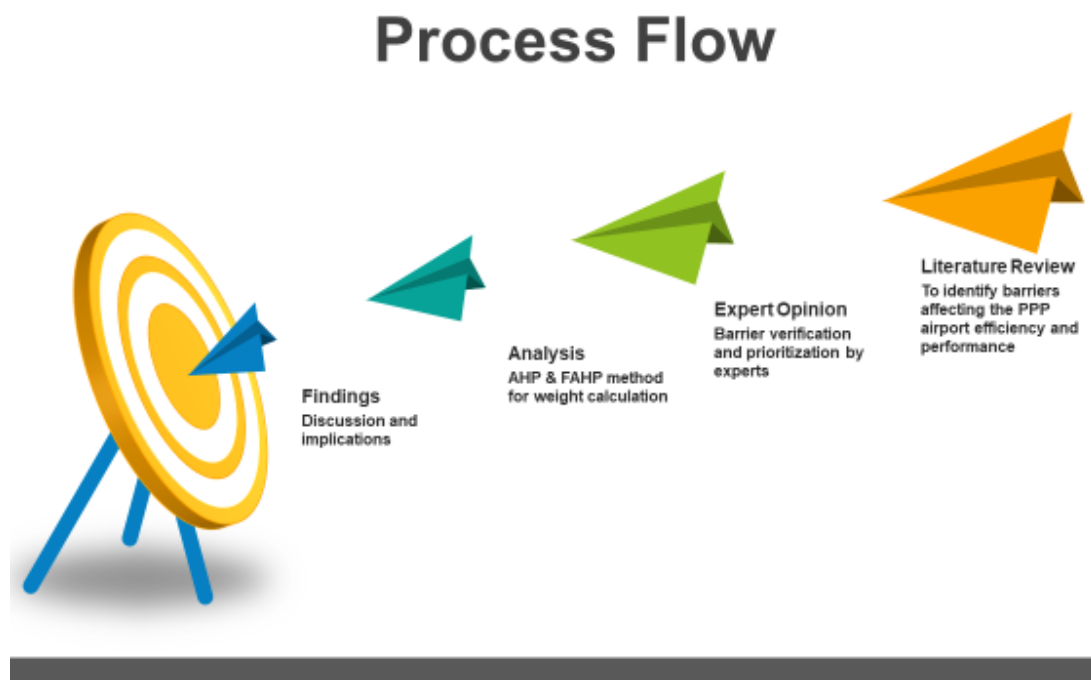 Process Flow
Literature Review
To identify barriers
affecting the PPP
airport efficiency and
performance
Expert Opinion
Barrier verification
and prioritization by
experts
Analysis
AHP & FAHP method
for weight calculation
Findings
Discussion and
implications